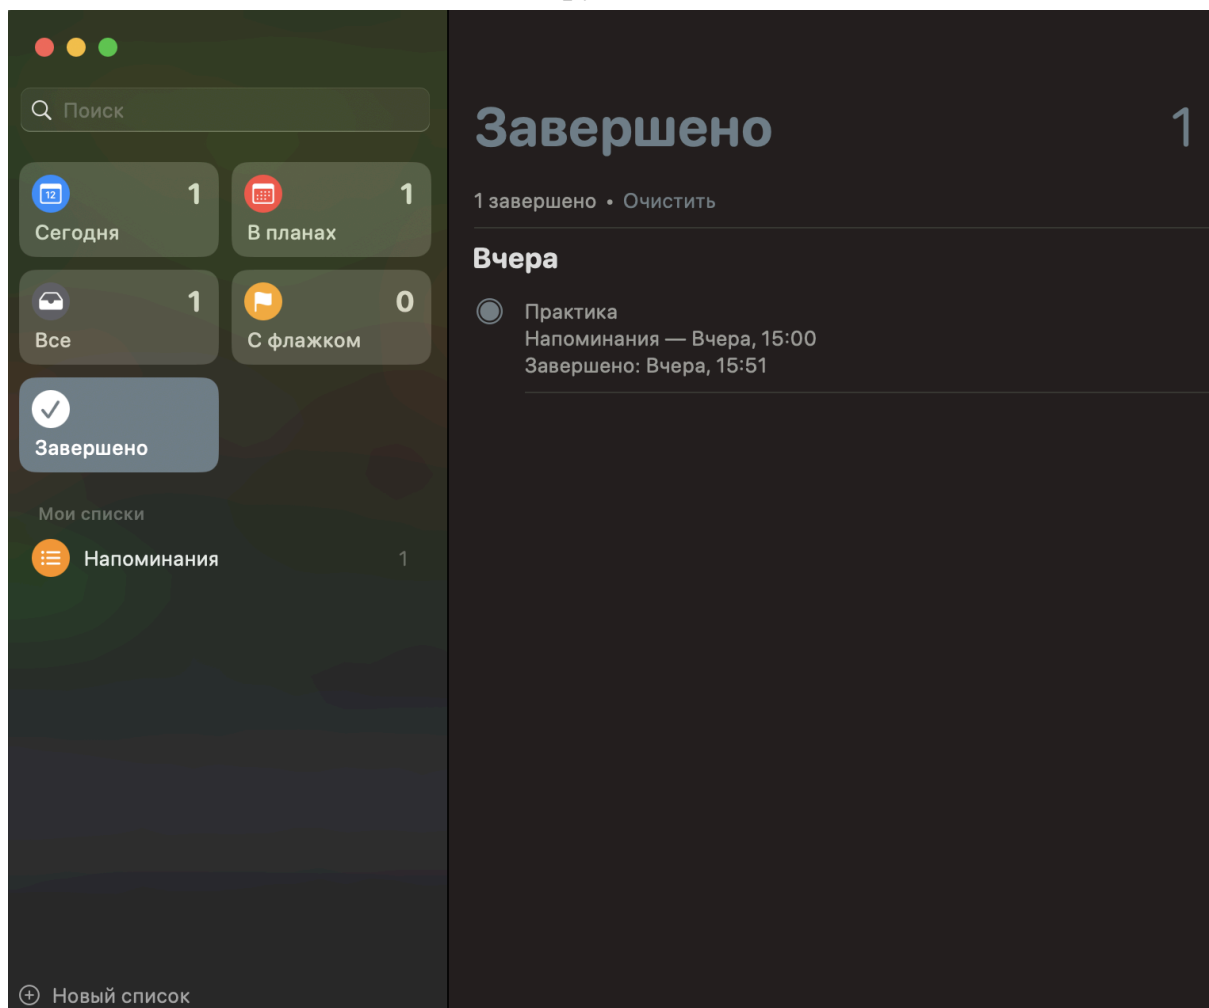 Поиск
12
1
Сегодня
1
В планах
1
Все
0
С флажком
Завершено
Мои списки
Напоминания 1
Новый список
Завершено 1
1 завершено • Очистить
Вчера
Практика
Напоминания — Вчера, 15:00
Завершено: Вчера, 15:51